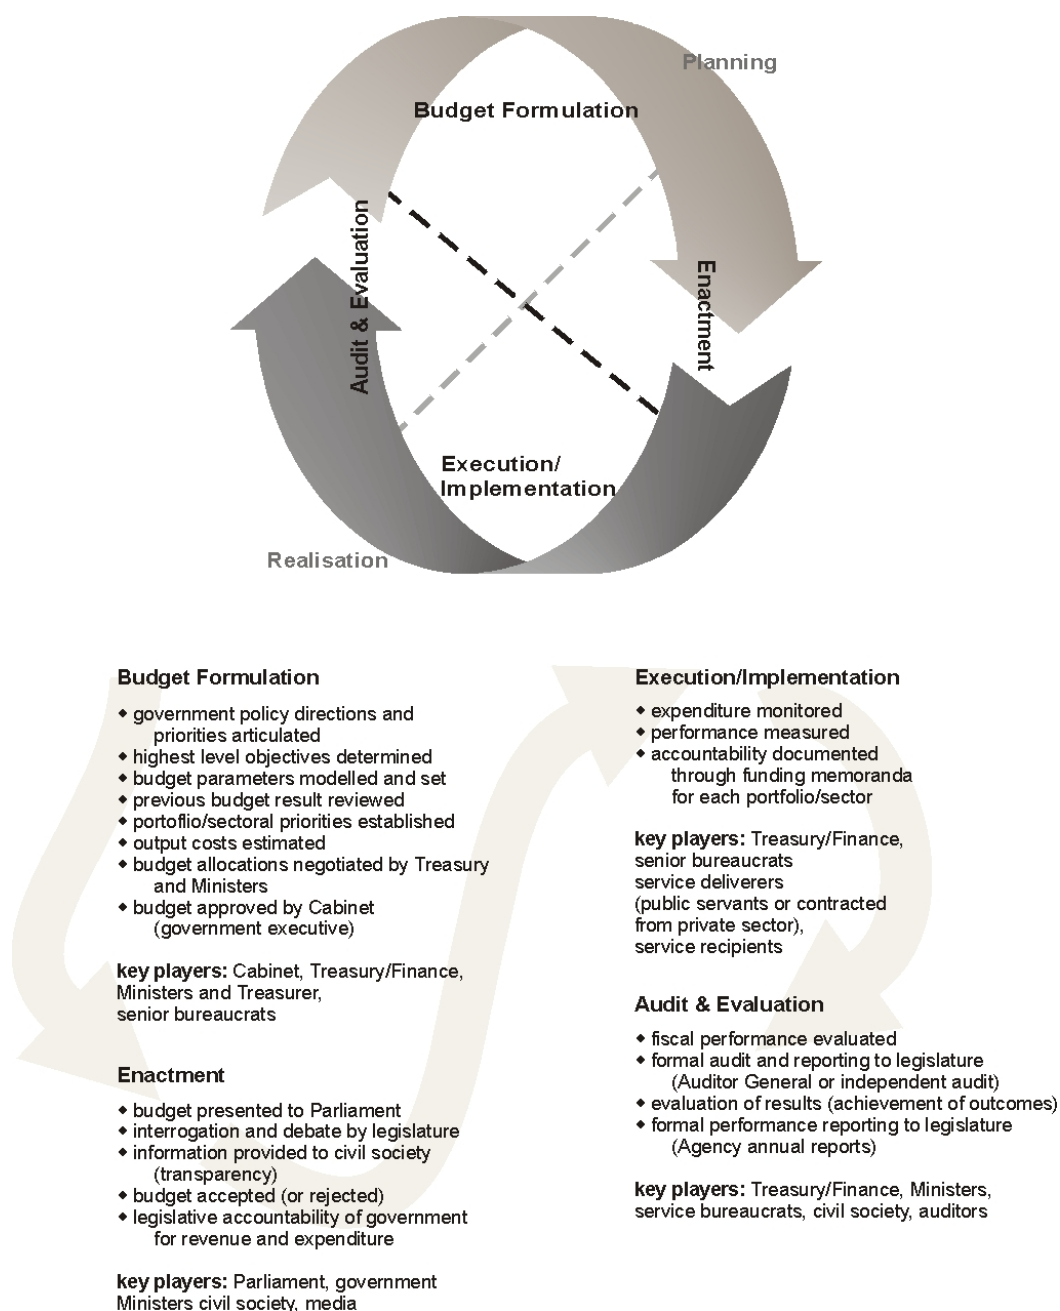 Planning
Budget Formulation
Audit & Evaluation
Enactment
Execution/
Implementation
Realisation
Budget Formulation
◆ government policy directions and
priorities articulated
◆ highest level objectives determined
◆ budget parameters modelled and set
◆ previous budget result reviewed
◆ portoflio/sectoral priorities established
◆ output costs estimated
◆ budget allocations negotiated by Treasury
and Ministers
◆ budget approved by Cabinet
(government executive)
key players: Cabinet, Treasury/Finance,
Ministers and Treasurer,
senior bureaucrats
Enactment
◆ budget presented to Parliament
◆ interrogation and debate by legislature
◆ information provided to civil society
(transparency)
◆ budget accepted (or rejected)
◆ legislative accountability of government
for revenue and expenditure
key players: Parliament, government
Ministers civil society, media
Execution/Implementation
◆ expenditure monitored
◆ performance measured
◆ accountability documented
through funding memoranda
for each portfolio/sector
key players: Treasury/Finance,
senior bureaucrats
service deliverers
(public servants or contracted
from private sector),
service recipients
Audit & Evaluation
◆ fiscal performance evaluated
◆ formal audit and reporting to legislature
(Auditor General or independent audit)
◆ evaluation of results (achievement of outcomes)
◆ formal performance reporting to legislature
(Agency annual reports)
key players: Treasury/Finance, Ministers,
service bureaucrats, civil society, auditors